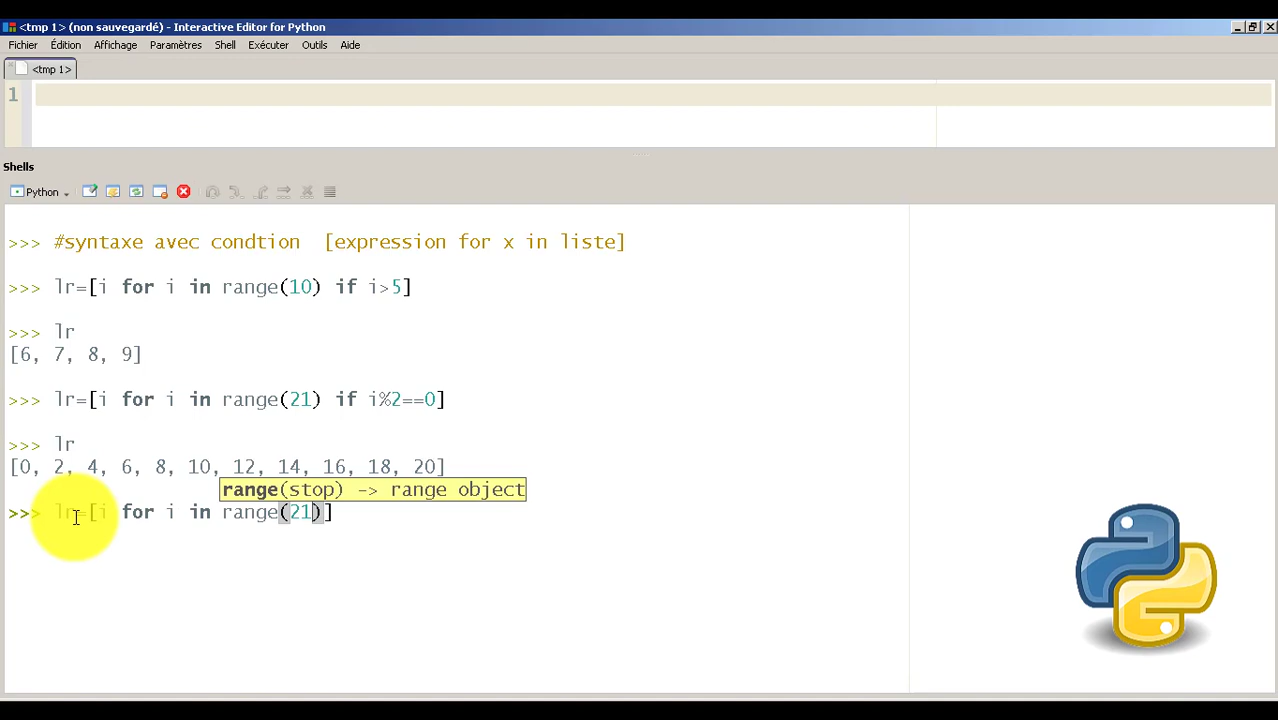 <tmp 1> (non sauvegardé) - Interactive Editor for Python
Fichier Édition Affichage Paramètres Shell Exécuter Outils Aide
<tmp 1>
1
Shells
Python
>>> #syntaxe avec condtion [expression for x in liste]
>>> lr=[i for i in range(10) if i>5]
>>> lr
[6, 7, 8, 9]
>>> lr=[i for i in range(21) if i%2==0]
>>> lr
[0, 2, 4, 6, 8, 10, 12, 14, 16, 18, 20]
range(stop) -> range object
>>> lr=[i for i in range(21)]